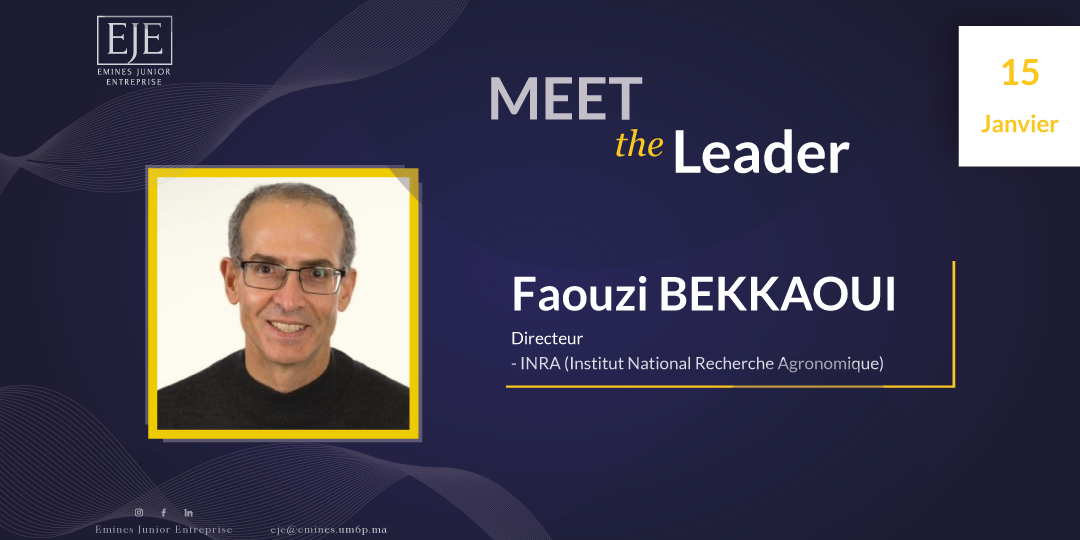 EJE
EMINES JUNIOR
ENTREPRISE
MEET
the Leader
15
Janvier
Faouzi BEKKAOUI
Directeur
- INRA (Institut National Recherche Agronomique)
Emines Junior Entreprise
eje@emines.um6p.ma